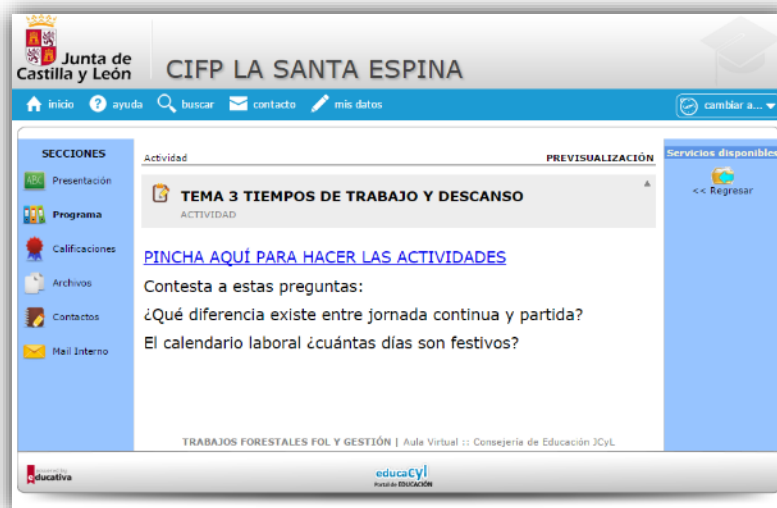 Junta de
Castilla y León
CIFP LA SANTA ESPINA
inicio ayuda buscar contacto mis datos cambiar a...
SECCIONES
Presentación
Programa
Calificaciones
Archivos
Contactos
Mail Interno
Actividad PREVISUALIZACIÓN
TEMA 3 TIEMPOS DE TRABAJO Y DESCANSO
ACTIVIDAD
PINCHA AQUÍ PARA HACER LAS ACTIVIDADES
Contesta a estas preguntas:
¿Qué diferencia existe entre jornada continua y partida?
El calendario laboral ¿cuántas días son festivos?
Servicios disponibles
<< Regresar
TRABAJOS FORESTALES FOL Y GESTIÓN | Aula Virtual :: Consejería de Educación JCyL
powered by
educativa
educacyl
Portal de EDUCACIÓN